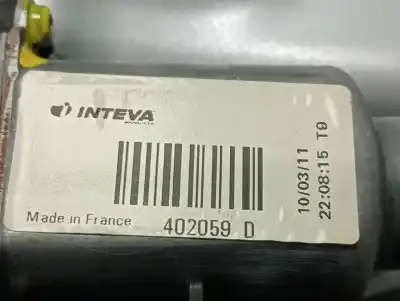 INTEVA
Made in France
402059 D
10/03/11
22:08:15 T9